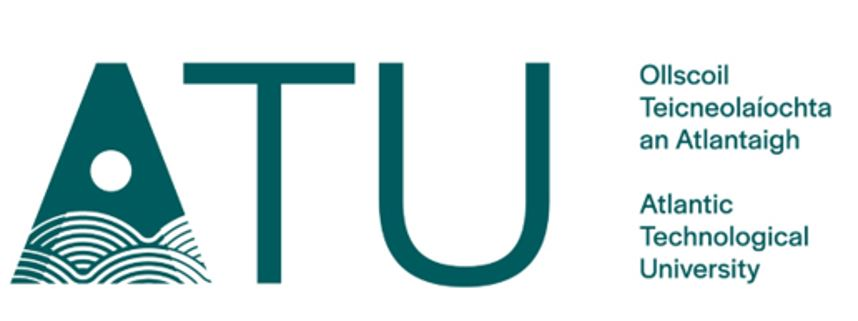 ATU
Ollscoil
Teicneolaíochta
an Atlantaigh
Atlantic
Technological
University